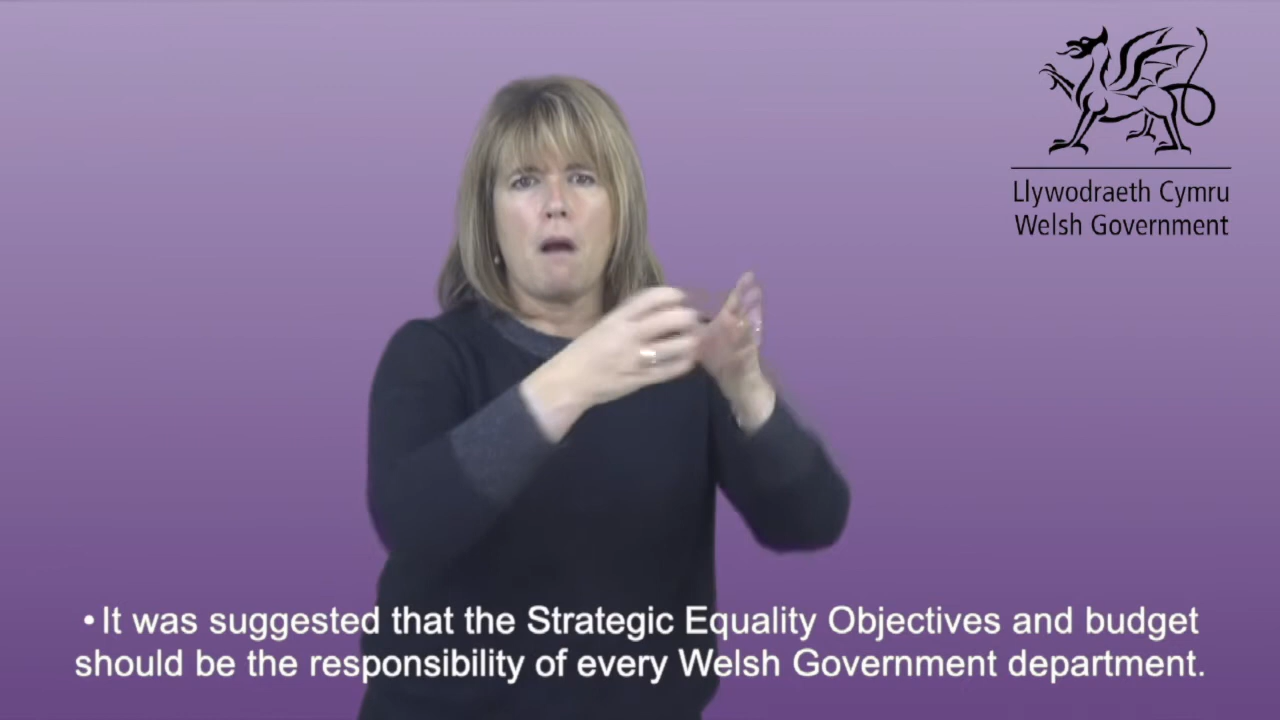 Llywodraeth Cymru
Welsh Government
• It was suggested that the Strategic Equality Objectives and budget
should be the responsibility of every Welsh Government department.